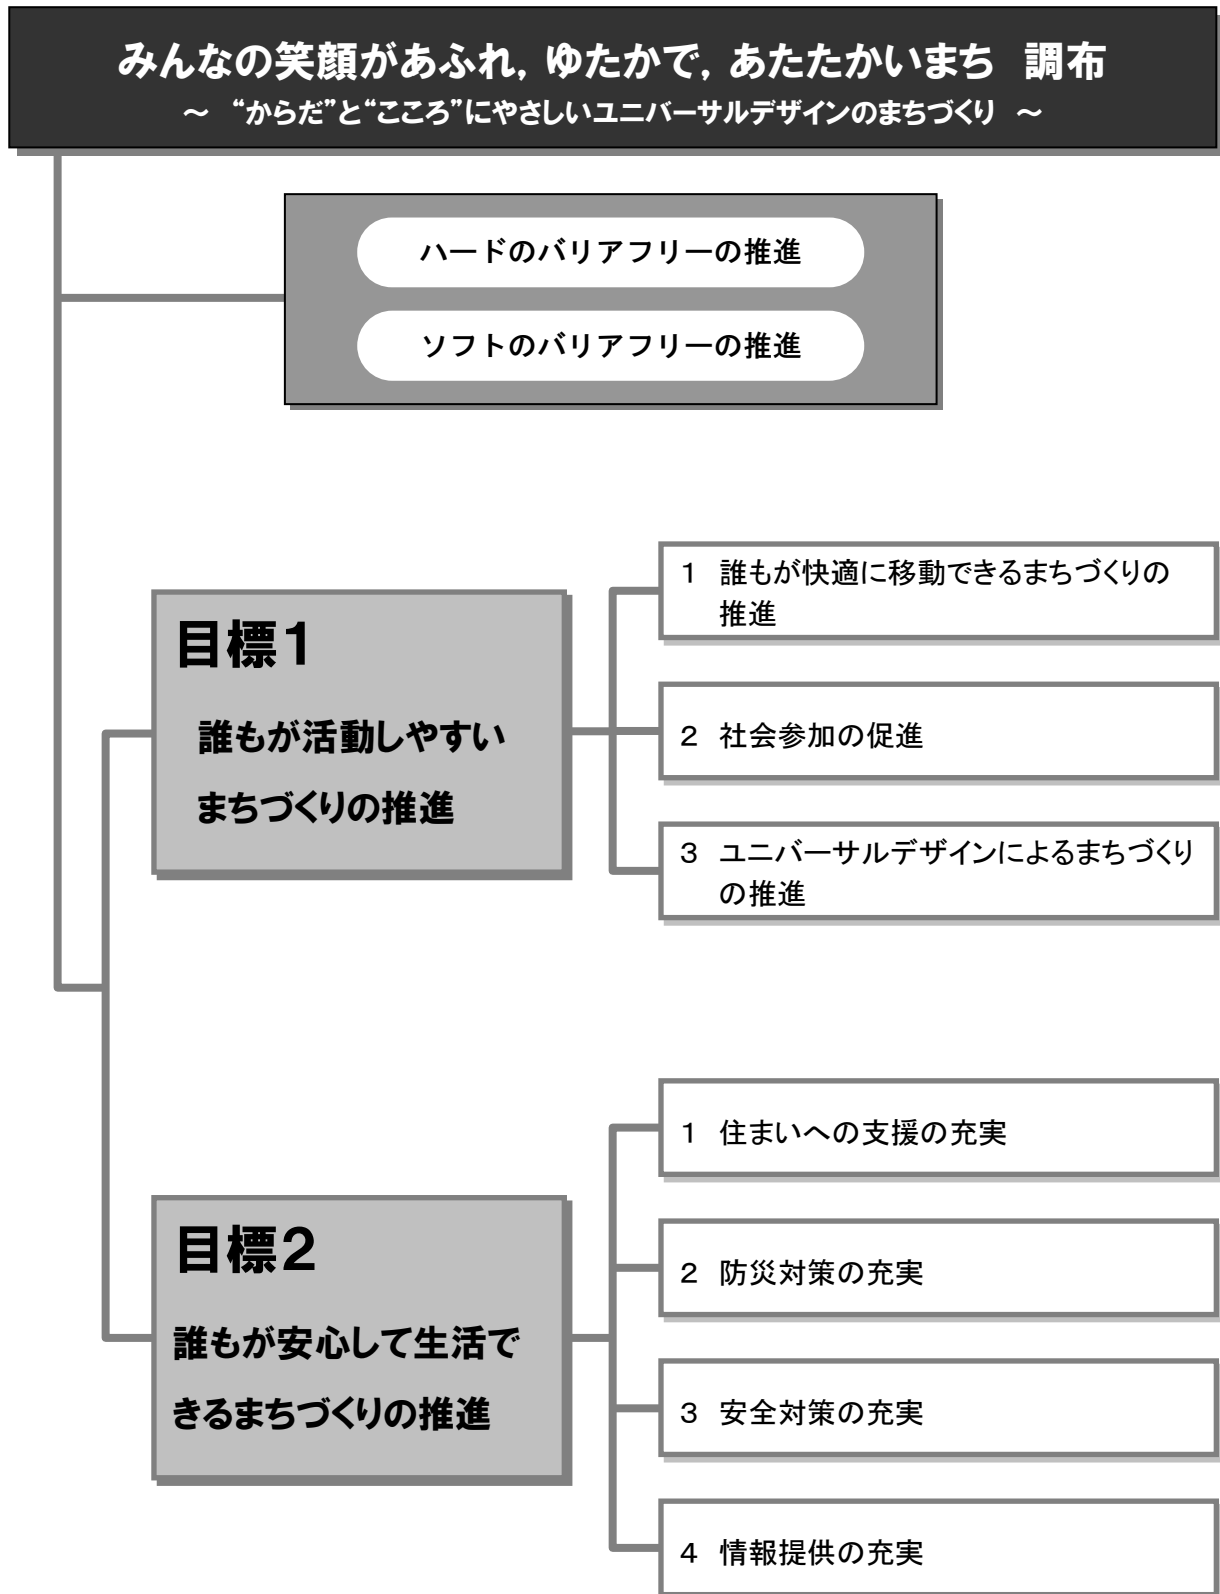 みんなの笑顔があふれ，ゆたかで，あたたかいまち　調布
～　“からだ”と“こころ”にやさしいユニバーサルデザインのまちづくり　～
ハードのバリアフリーの推進
ソフトのバリアフリーの推進
目標１
誰もが活動しやすい
まちづくりの推進
１　誰もが快適に移動できるまちづくりの
推進
２　社会参加の促進
３　ユニバーサルデザインによるまちづくり
の推進
目標２
誰もが安心して生活で
きるまちづくりの推進
１　住まいへの支援の充実
２　防災対策の充実
３　安全対策の充実
４　情報提供の充実